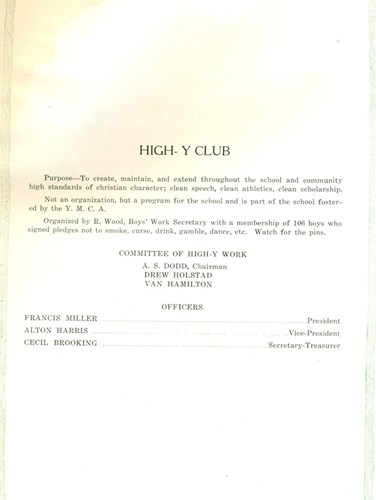 HIGH-Y CLUB
Purpose—To create, maintain, and extend throughout the school and community
high standards of christian character; clean speech, clean athletics, clean scholarship.
Not an organization, but a program for the school and is part of the school foster-
ed by the Y. M. C. A.
Organized by R. Wood, Boys' Work Secretary with a membership of 106 boys who
signed pledges not to smoke, curse, drink, gamble, dance, etc. Watch for the pins.
COMMITTEE OF HIGH-Y WORK
A. S. DODD, Chairman
DREW HOLSTAD
VAN HAMILTON
OFFICERS
FRANCIS MILLER President
ALTON HARRIS Vice-President
CECIL BROOKING Secretary-Treasurer